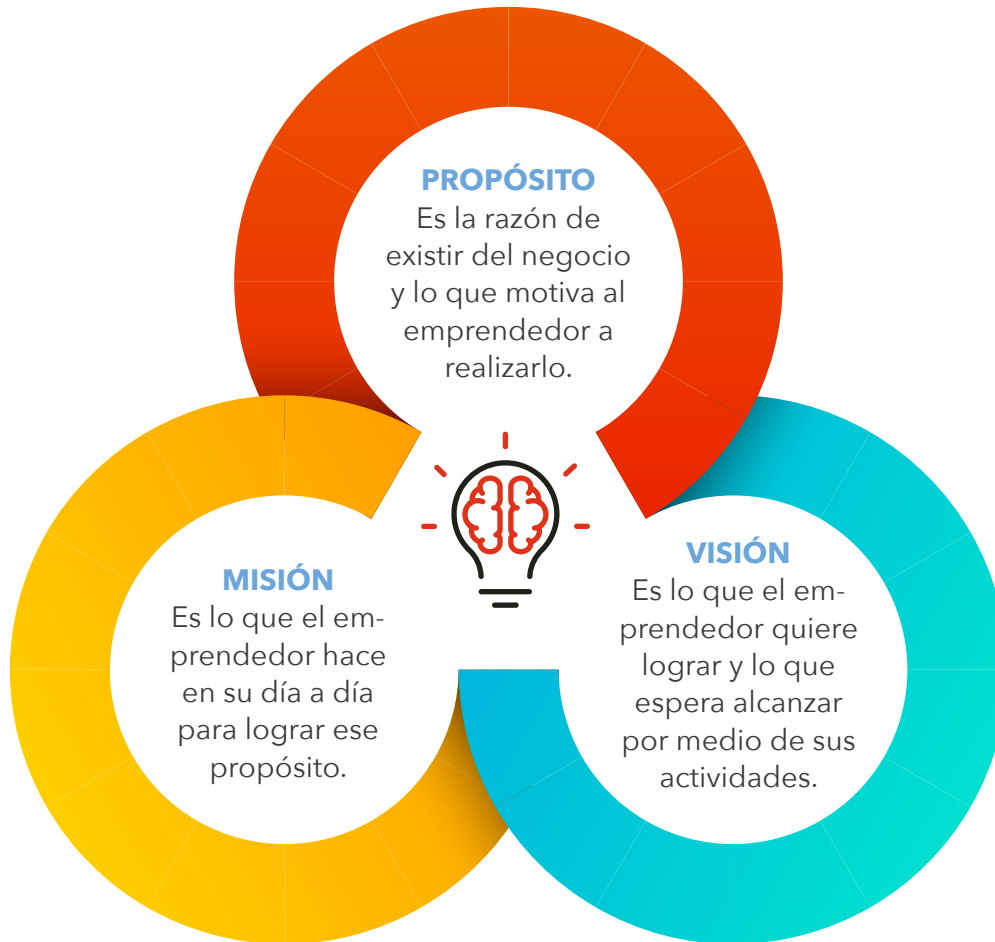 PROPÓSITO
Es la razón de
existir del negocio
y lo que motiva al
emprendedor a
realizarlo.
MISIÓN
Es lo que el em-
prendedor hace
en su día a día
para lograr ese
propósito.
VISIÓN
Es lo que el em-
prendedor quiere
lograr y lo que
espera alcanzar
por medio de sus
actividades.